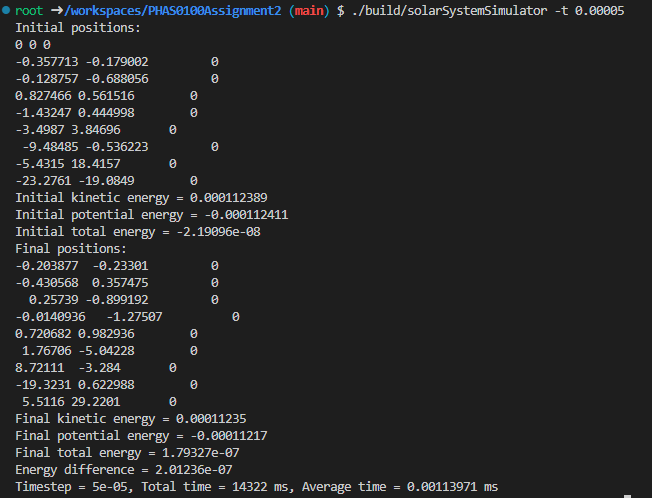 root ➜/workspaces/PHAS0100Assignment2 (main) $ ./build/solarSystemSimulator -t 0.00005
Initial positions:
0 0 0
-0.357713 -0.179002 0
-0.128757 -0.688056 0
0.827466 0.561516 0
-1.43247 0.444998 0
-3.4987 3.84696 0
-9.48485 -0.536223 0
-5.4315 18.4157 0
-23.2761 -19.0849 0
Initial kinetic energy = 0.000112389
Initial potential energy = -0.000112411
Initial total energy = -2.19096e-08
Final positions:
-0.203877 -0.23301 0
-0.430568 0.357475 0
0.25739 -0.899192 0
-0.0140936 -1.27507 0
0.720682 0.982936 0
1.76706 -5.04228 0
8.72111 -3.284 0
-19.3231 0.622988 0
5.5116 29.2201 0
Final kinetic energy = 0.00011235
Final potential energy = -0.00011217
Final total energy = 1.79327e-07
Energy difference = 2.01236e-07
Timestep = 5e-05, Total time = 14322 ms, Average time = 0.00113971 ms